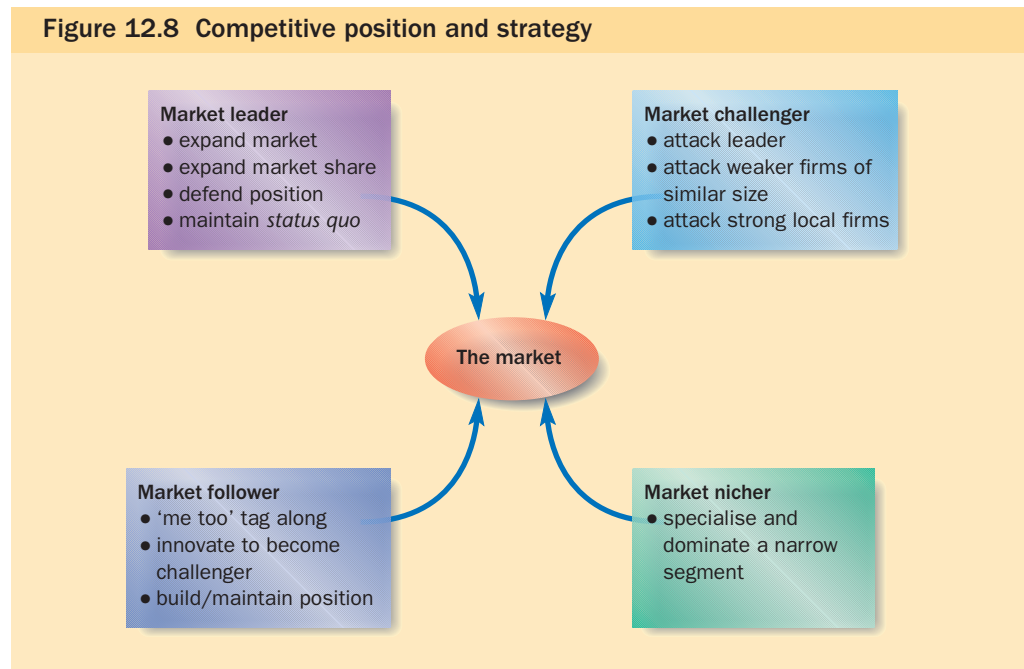 Figure 12.8 Competitive position and strategy
Market leader
• expand market
• expand market share
• defend position
• maintain status quo
Market challenger
• attack leader
• attack weaker firms of
similar size
• attack strong local firms
The market
Market follower
• ‘me too’ tag along
• innovate to become
challenger
• build/maintain position
Market nicher
• specialise and
dominate a narrow
segment